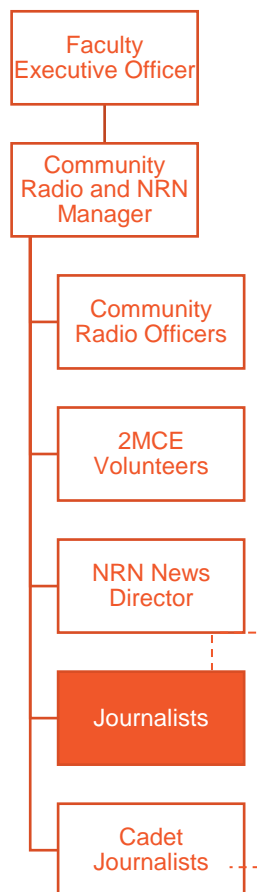 Faculty
Executive Officer
Community
Radio and NRN
Manager
Community
Radio Officers
2MCE
Volunteers
NRN News
Director
Journalists
Cadet
Journalists